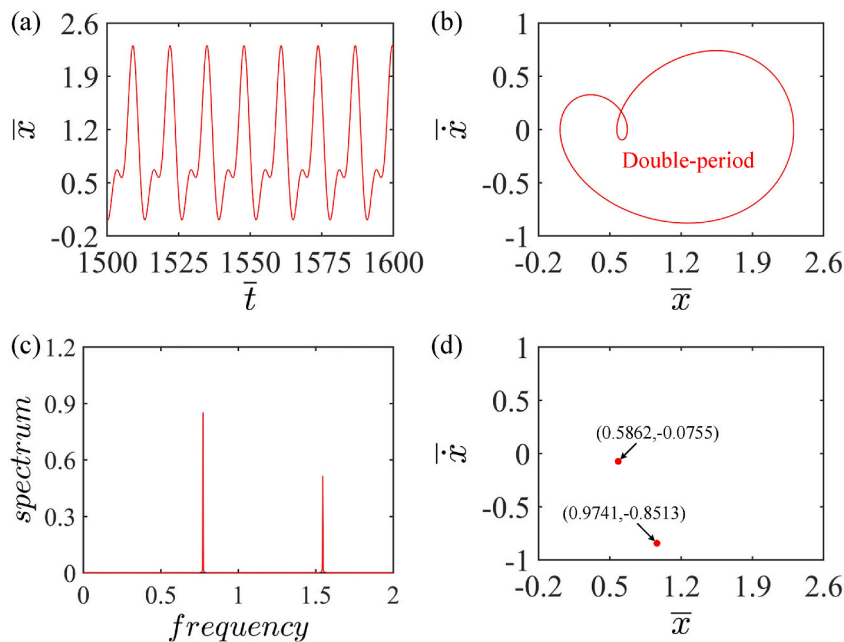 (a)
2.6
1.9
1.2
0.5
-0.2
x̅
1500 1525 1550 1575 1600
t̅
(b)
1
0.5
0
-0.5
-1
ẋ̅
Double-period
-0.2 0.5 1.2 1.9 2.6
x̅
(c)
1.2
0.9
0.6
0.3
0
spectrum
0 0.5 1 1.5 2
frequency
(d)
1
0.5
0
-0.5
-1
ẋ̅
(0.5862,-0.0755)
(0.9741,-0.8513)
-0.2 0.5 1.2 1.9 2.6
x̅